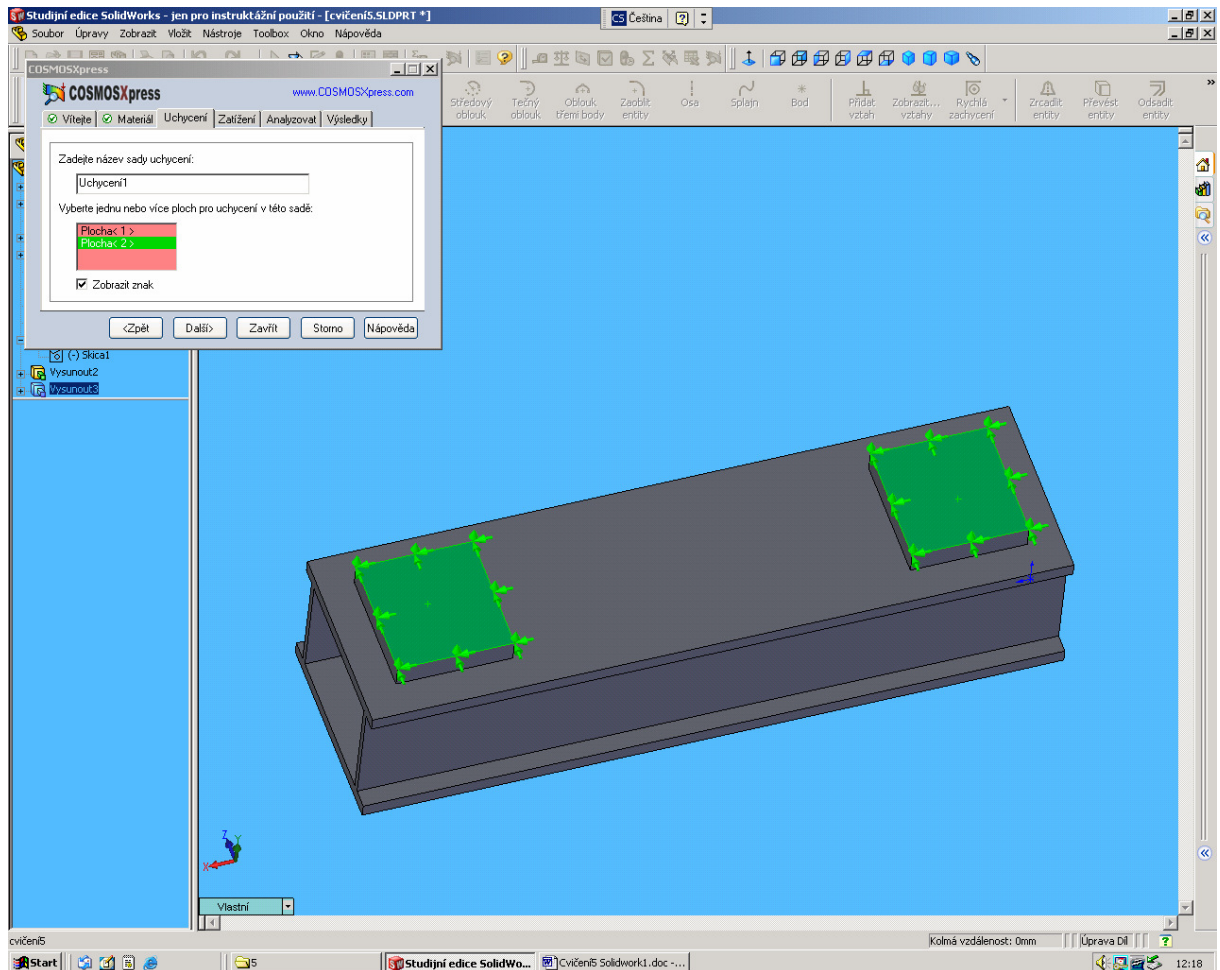 Studijní edice SolidWorks - jen pro instruktážní použití - [cvičení5.SLDPRT *]
CS Čeština
Soubor Úpravy Zobrazit Vložit Nástroje Toolbox Okno Nápověda
COSMOSXpress
COSMOSXpress www.COSMOSXpress.com
Vítejte Materiál Uchycení Zatížení Analyzovat Výsledky
Zadejte název sady uchycení:
Uchycení1
Vyberte jednu nebo více ploch pro uchycení v této sadě:
Plocha< 1 >
Plocha< 2 >
Zobrazit znak
<Zpět Další> Zavřít Storno Nápověda
Středový oblouk
Tečný oblouk
Oblouk třemi body
Zaoblit entity
Osa
Splajn
Bod
Přidat vztah
Zobrazit... vztahy
Rychlá zachycení
Zrcadlit entity
Převést entity
Odsadit entity
(-) Skica1
Vysunout2
Vysunout3
Z
Y
X
Vlastní
cvičení5
Kolmá vzdálenost: 0mm
Úprava Díl
Start
5
Studijní edice SolidWo...
Cvičení5 Solidwork1.doc -...
12:18